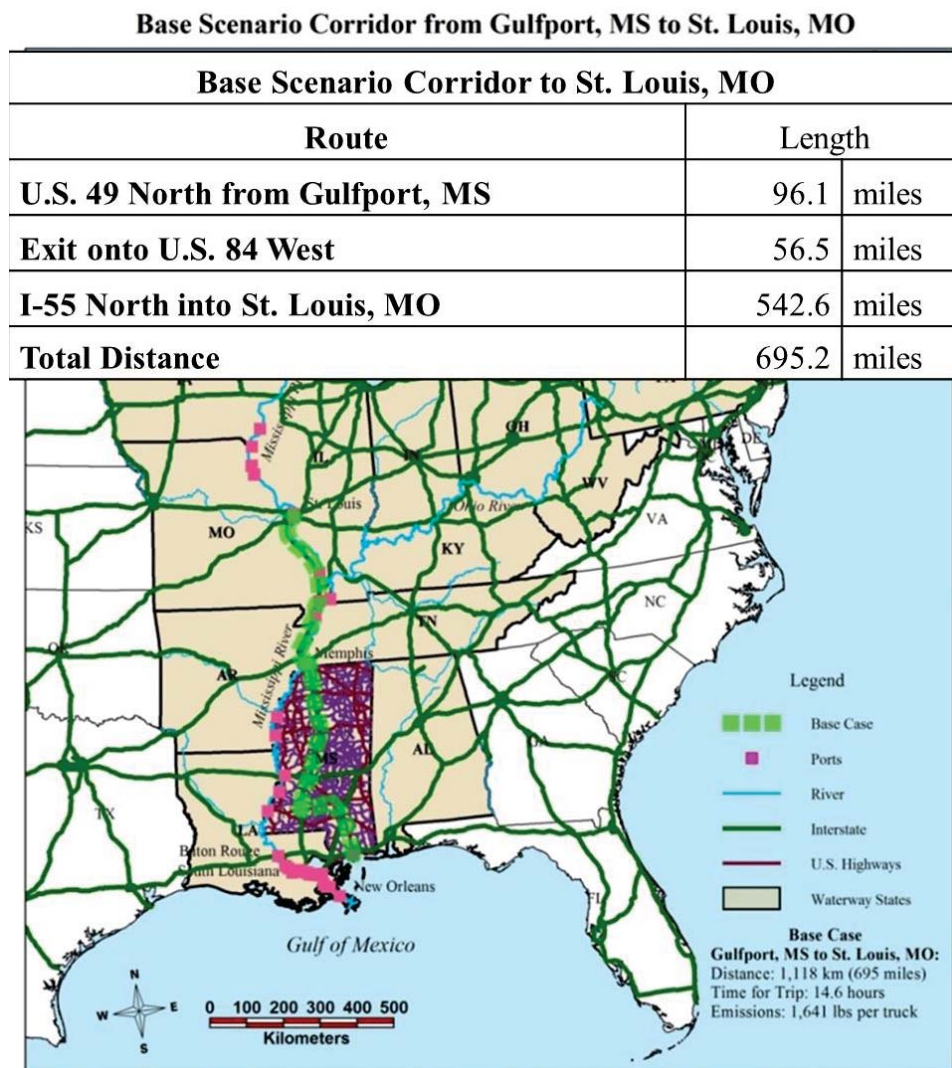 Base Scenario Corridor from Gulfport, MS to St. Louis, MO
Base Scenario Corridor to St. Louis, MO
Route Length
U.S. 49 North from Gulfport, MS 96.1 miles
Exit onto U.S. 84 West 56.5 miles
I-55 North into St. Louis, MO 542.6 miles
Total Distance 695.2 miles
OH
DE
IL
WV
St. Louis
Ohio River
KS
MO
VA
KY
NC
TN
Mississippi River
Memphis
AR
Legend
Base Case
AL
MS
Ports
River
TX
LA
Interstate
Baton Rouge
U.S. Highways
South Louisiana
New Orleans
FL
Waterway States
Gulf of Mexico
Base Case
Gulfport, MS to St. Louis, MO:
Distance: 1,118 km (695 miles)
Time for Trip: 14.6 hours
Emissions: 1,641 lbs per truck
N
W E
S
0 100 200 300 400 500
Kilometers